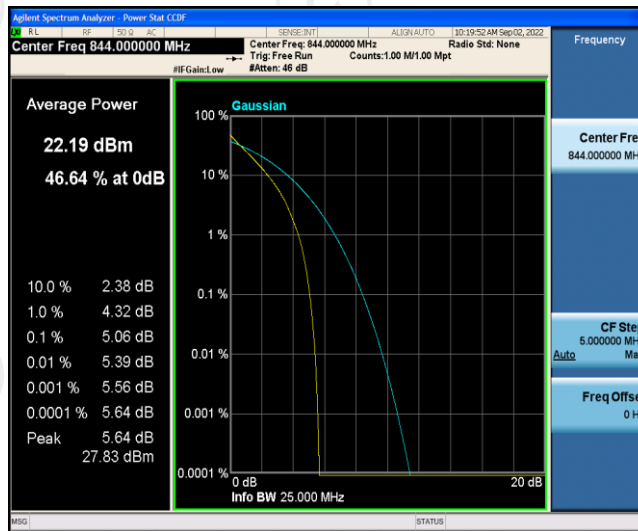 Agilent Spectrum Analyzer - Power Stat CCDF
RL RF 50 Ω AC SENSE:INT ALIGN AUTO 10:19:52 AM Sep 02, 2022
Center Freq 844.000000 MHz
Center Freq: 844.000000 MHz Radio Std: None
Trig: Free Run Counts:1.00 M/1.00 Mpt
#IFGain:Low #Atten: 46 dB
Frequency
Average Power
22.19 dBm
46.64 % at 0dB
10.0 % 2.38 dB
1.0 % 4.32 dB
0.1 % 5.06 dB
0.01 % 5.39 dB
0.001 % 5.56 dB
0.0001 % 5.64 dB
Peak 5.64 dB
27.83 dBm
Gaussian
100 %
10 %
1 %
0.1 %
0.01 %
0.001 %
0.0001 %
0 dB 20 dB
Info BW 25.000 MHz
Center Fre
844.000000 MH
CF Ste
5.000000 MH
Auto Ma
Freq Offse
0 H
MSG STATUS